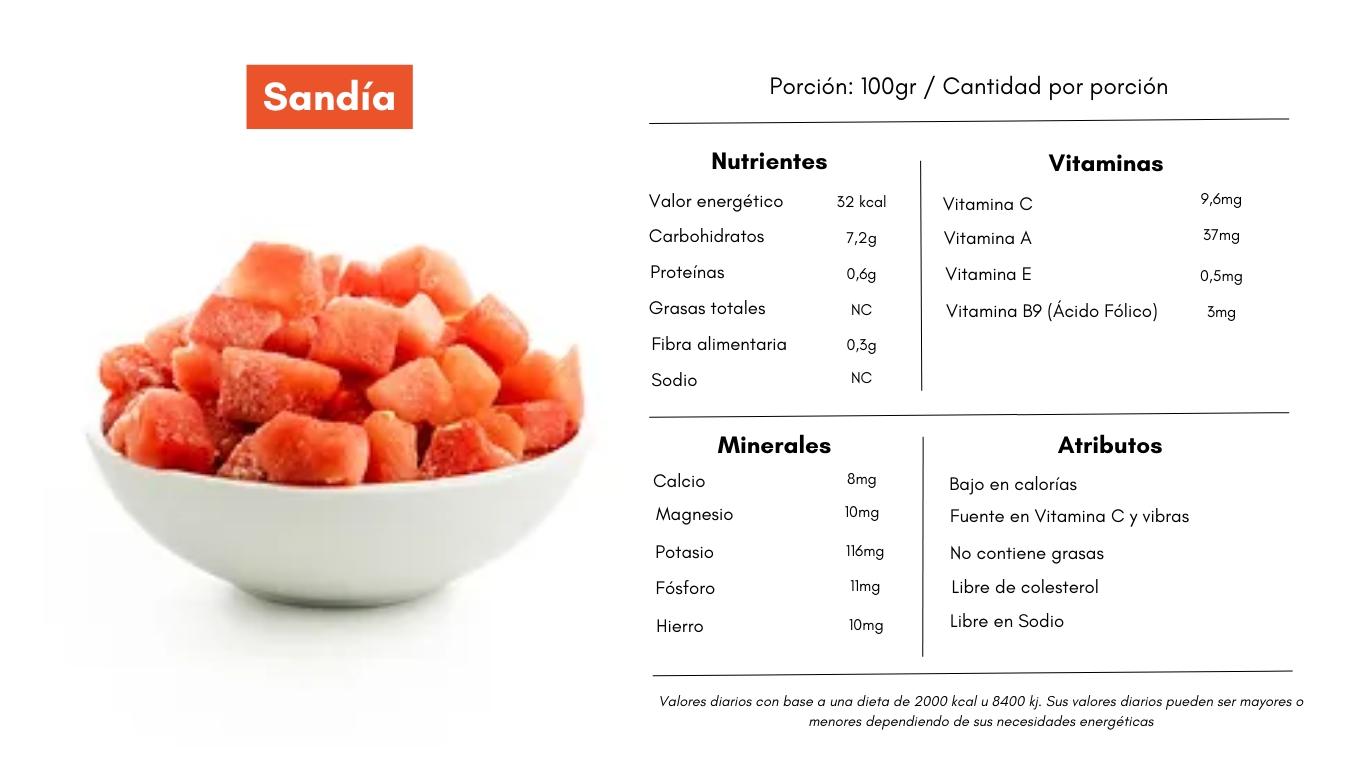 Sandía
Porción: 100gr / Cantidad por porción
Nutrientes
Valor energético 32 kcal
Carbohidratos 7,2g
Proteínas 0,6g
Grasas totales NC
Fibra alimentaria 0,3g
Sodio NC
Vitaminas
Vitamina C 9,6mg
Vitamina A 37mg
Vitamina E 0,5mg
Vitamina B9 (Ácido Fólico) 3mg
Minerales
Calcio 8mg
Magnesio 10mg
Potasio 116mg
Fósforo 11mg
Hierro 10mg
Atributos
Bajo en calorías
Fuente en Vitamina C y vibras
No contiene grasas
Libre de colesterol
Libre en Sodio
Valores diarios con base a una dieta de 2000 kcal u 8400 kj. Sus valores diarios pueden ser mayores o
menores dependiendo de sus necesidades energéticas